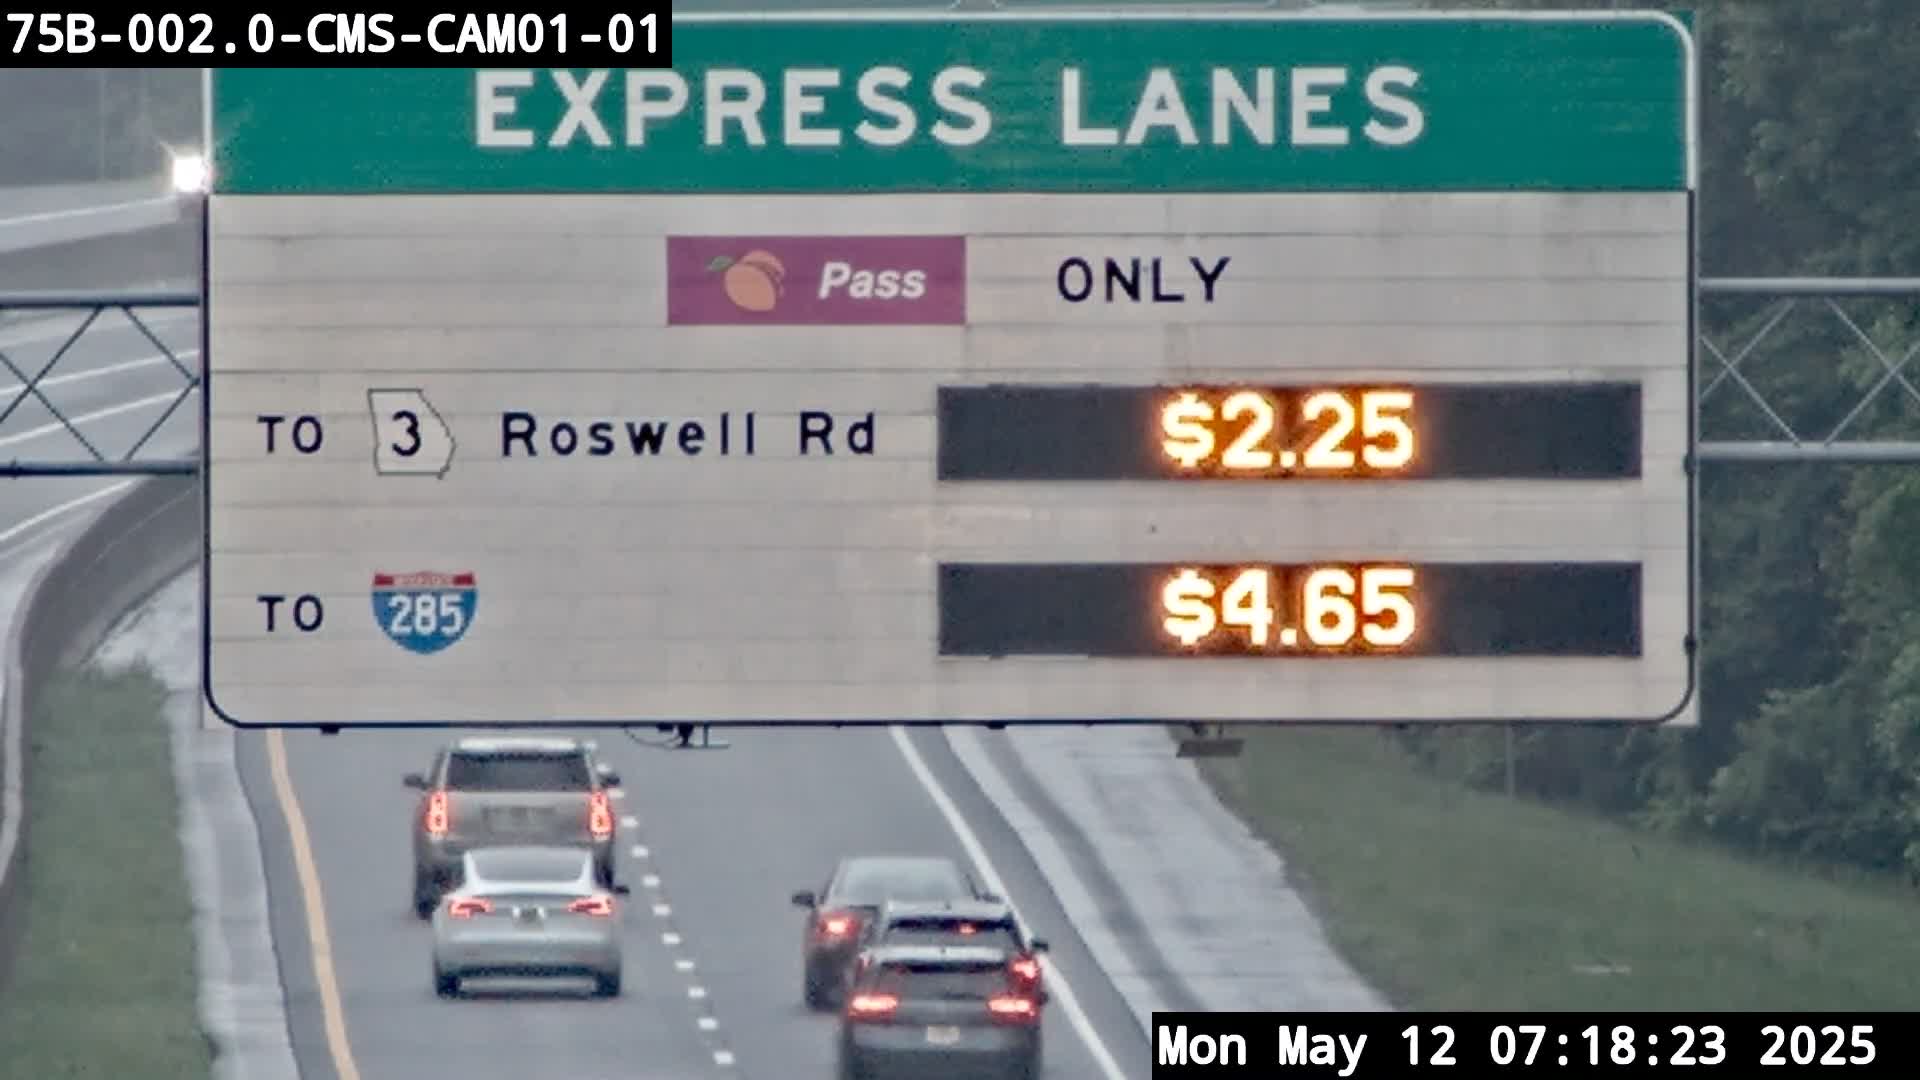 75B-002.0-CMS-CAM01-01
EXPRESS LANES
Pass ONLY
TO 3 Roswell Rd $2.25
TO 285 $4.65
Mon May 12 07:18:23 2025